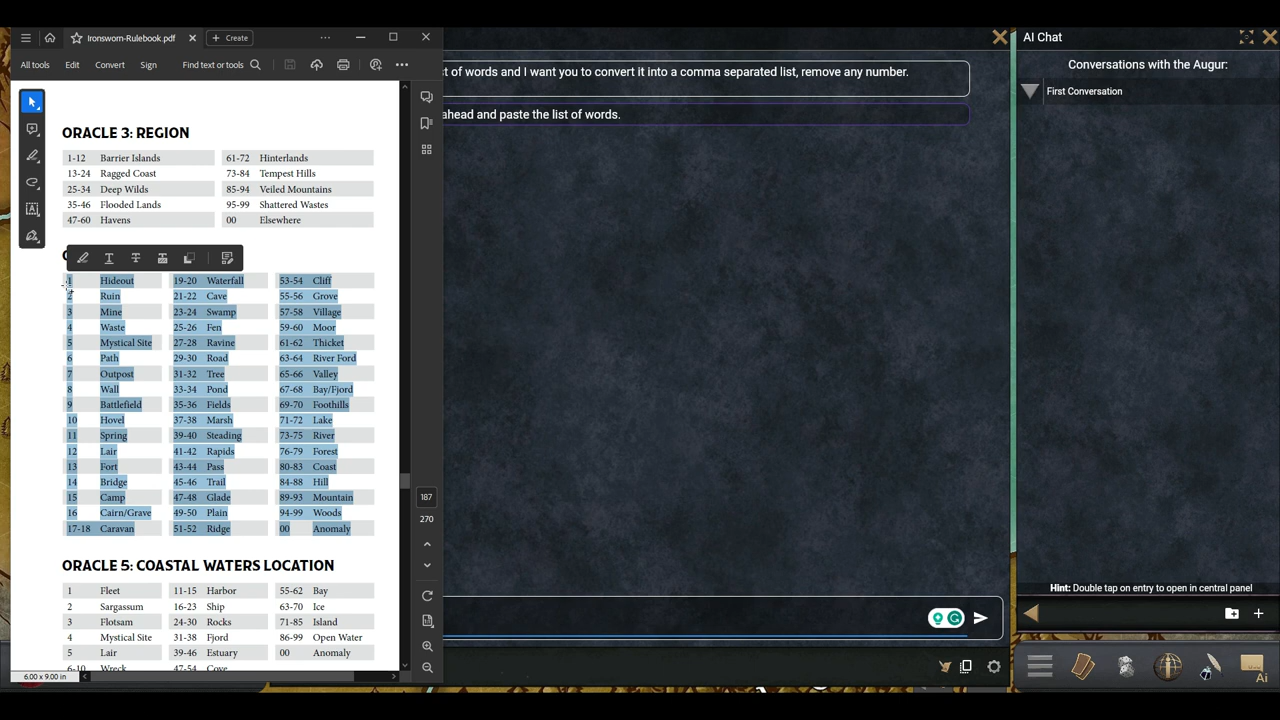 Ironsworn-Rulebook.pdf
Create
All tools Edit Convert Sign Find text or tools
ORACLE 3: REGION
1-12 Barrier Islands 61-72 Hinterlands
13-24 Ragged Coast 73-84 Tempest Hills
25-34 Deep Wilds 85-94 Veiled Mountains
35-46 Flooded Lands 95-99 Shattered Wastes
47-60 Havens 00 Elsewhere
1 Hideout 19-20 Waterfall 53-54 Cliff
2 Ruin 21-22 Cave 55-56 Grove
3 Mine 23-24 Swamp 57-58 Village
4 Waste 25-26 Fen 59-60 Moor
5 Mystical Site 27-28 Ravine 61-62 Thicket
6 Path 29-30 Road 63-64 River Ford
7 Outpost 31-32 Tree 65-66 Valley
8 Wall 33-34 Pond 67-68 Bay/Fjord
9 Battlefield 35-36 Fields 69-70 Foothills
10 Hovel 37-38 Marsh 71-72 Lake
11 Spring 39-40 Steading 73-75 River
12 Lair 41-42 Rapids 76-79 Forest
13 Fort 43-44 Pass 80-83 Coast
14 Bridge 45-46 Trail 84-88 Hill
15 Camp 47-48 Glade 89-93 Mountain
16 Cairn/Grave 49-50 Plain 94-99 Woods
17-18 Caravan 51-52 Ridge 00 Anomaly
ORACLE 5: COASTAL WATERS LOCATION
1 Fleet 11-15 Harbor 55-62 Bay
2 Sargassum 16-23 Ship 63-70 Ice
3 Flotsam 24-30 Rocks 71-85 Island
4 Mystical Site 31-38 Fjord 86-99 Open Water
5 Lair 39-46 Estuary 00 Anomaly
6-10 Wreck 47-54 Cove
6.00 x 9.00 in
187
270
st of words and I want you to convert it into a comma separated list, remove any number.
ahead and paste the list of words.
AI Chat
Conversations with the Augur:
First Conversation
Hint: Double tap on entry to open in central panel
Ai